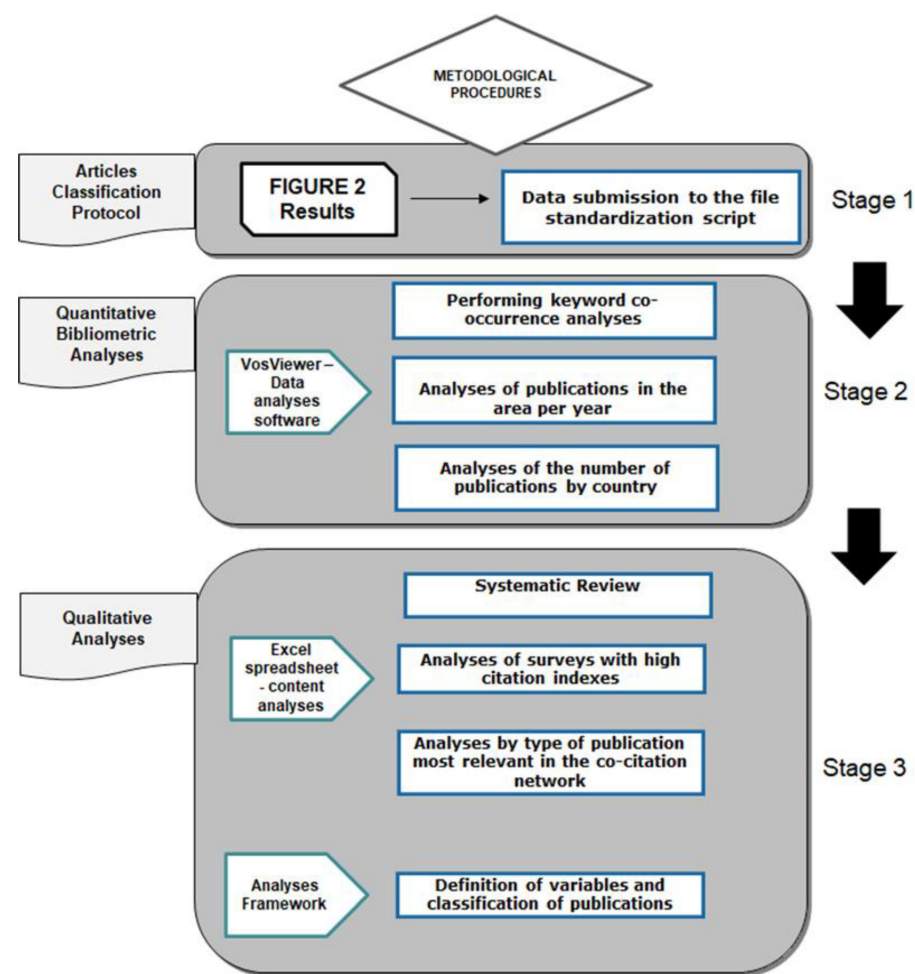 METODOLOGICAL
PROCEDURES
Articles
Classification
Protocol
FIGURE 2
Results
Data submission to the file
standardization script
Stage 1
Quantitative
Bibliometric
Analyses
VosViewer –
Data
analyses
software
Performing keyword co-
occurrence analyses
Analyses of publications in the
area per year
Analyses of the number of
publications by country
Stage 2
Qualitative
Analyses
Excel
spreadsheet
- content
analyses
Systematic Review
Analyses of surveys with high
citation indexes
Analyses by type of publication
most relevant in the co-citation
network
Stage 3
Analyses
Framework
Definition of variables and
classification of publications